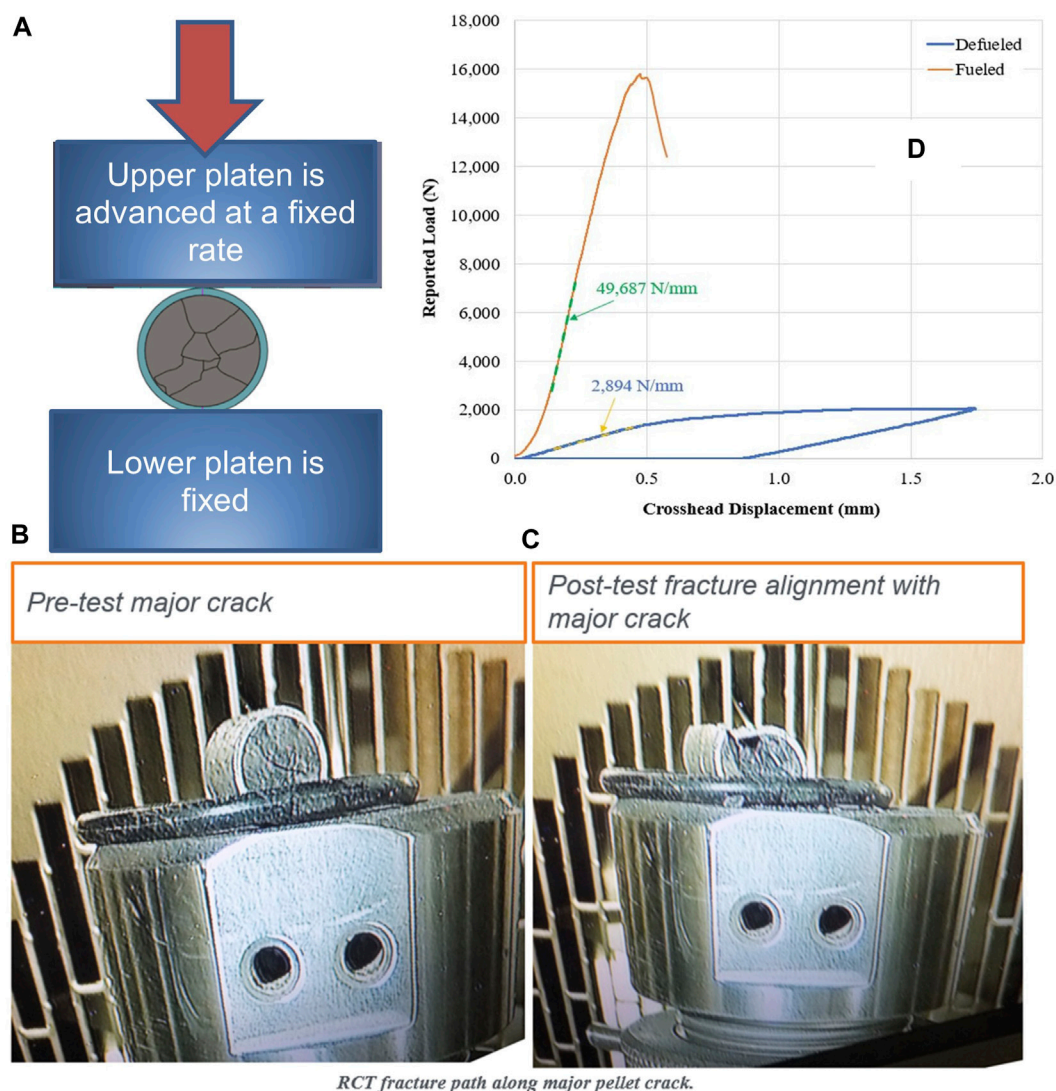 A
Upper platen is
advanced at a fixed
rate
Lower platen is
fixed
18,000
16,000
14,000
12,000
10,000
8,000
6,000
4,000
2,000
0
Reported Load (N)
Defueled
Fueled
D
49,687 N/mm
2,894 N/mm
0.0 0.5 1.0 1.5 2.0
Crosshead Displacement (mm)
B
Pre-test major crack
C
Post-test fracture alignment with
major crack
RCT fracture path along major pellet crack.